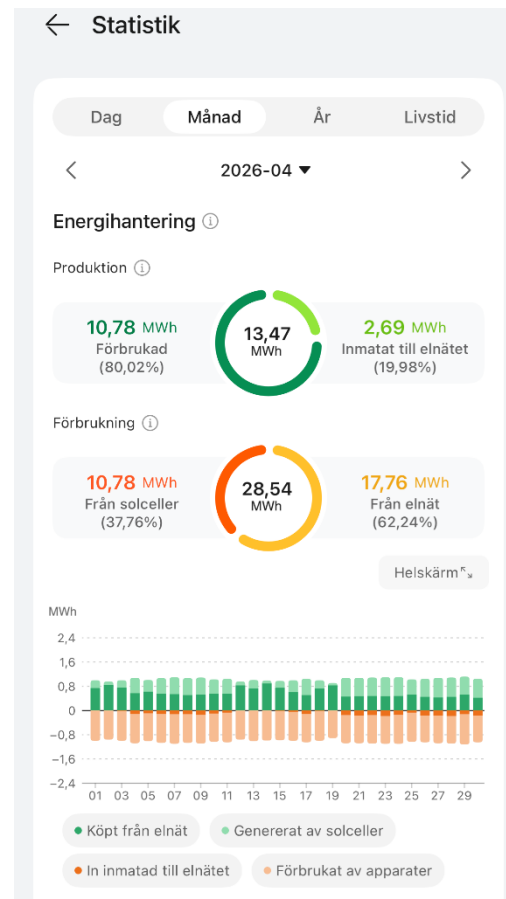 Statistik
Dag Månad År Livstid
2026-04
Energihantering
Produktion
10,78 MWh
Förbrukad
(80,02%)
13,47
MWh
2,69 MWh
Inmatat till elnätet
(19,98%)
Förbrukning
10,78 MWh
Från solceller
(37,76%)
28,54
MWh
17,76 MWh
Från elnät
(62,24%)
Helskärm
MWh
2,4
1,6
0,8
0
−0,8
−1,6
−2,4
01 03 05 07 09 11 13 15 17 19 21 23 25 27 29
Köpt från elnät Genererat av solceller
In inmatad till elnätet Förbrukat av apparater